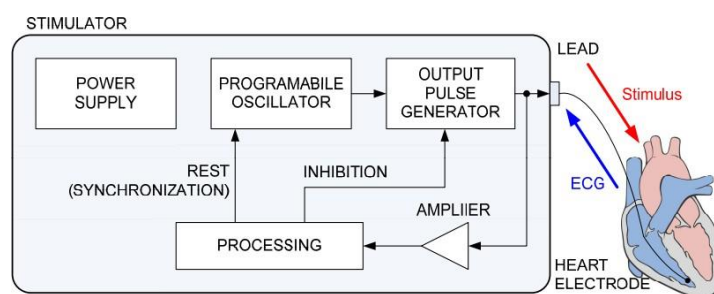 STIMULATOR
POWER
SUPPLY
PROGRAMABILE
OSCILLATOR
OUTPUT
PULSE
GENERATOR
LEAD
Stimulus
REST
(SYNCHRONIZATION)
INHIBITION
ECG
AMPLIIER
PROCESSING
HEART
ELECTRODE